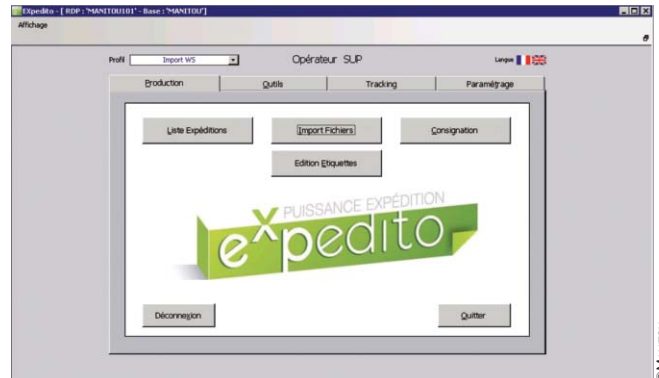 EXpedito - [ RDP : "MANITOU101" - Base : "MANITOU"]
Affichage
Profil Import WS Opérateur SUP Langue
Production Outils Tracking Paramétrage
Liste Expéditions Import Fichiers Consignation
Edition Etiquettes
PUISSANCE EXPÉDITION
eXpedito
Déconnexion Quitter